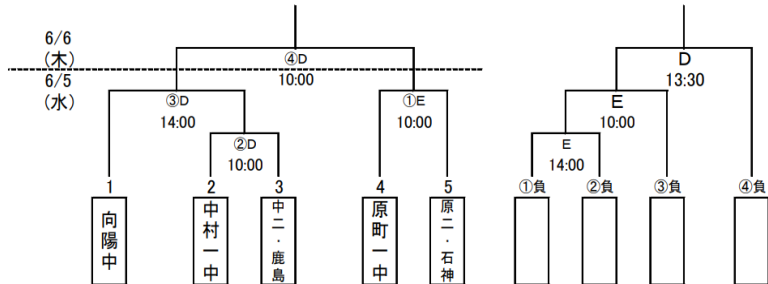 6/6
(木)
④D
10:00
D
13:30
6/5
(水)
③D
14:00
①E
10:00
E
10:00
②D
10:00
E
14:00
1
2
3
4
5
①負
②負
③負
④負
向陽中
中村一中
中二・鹿島
原町一中
原二・石神